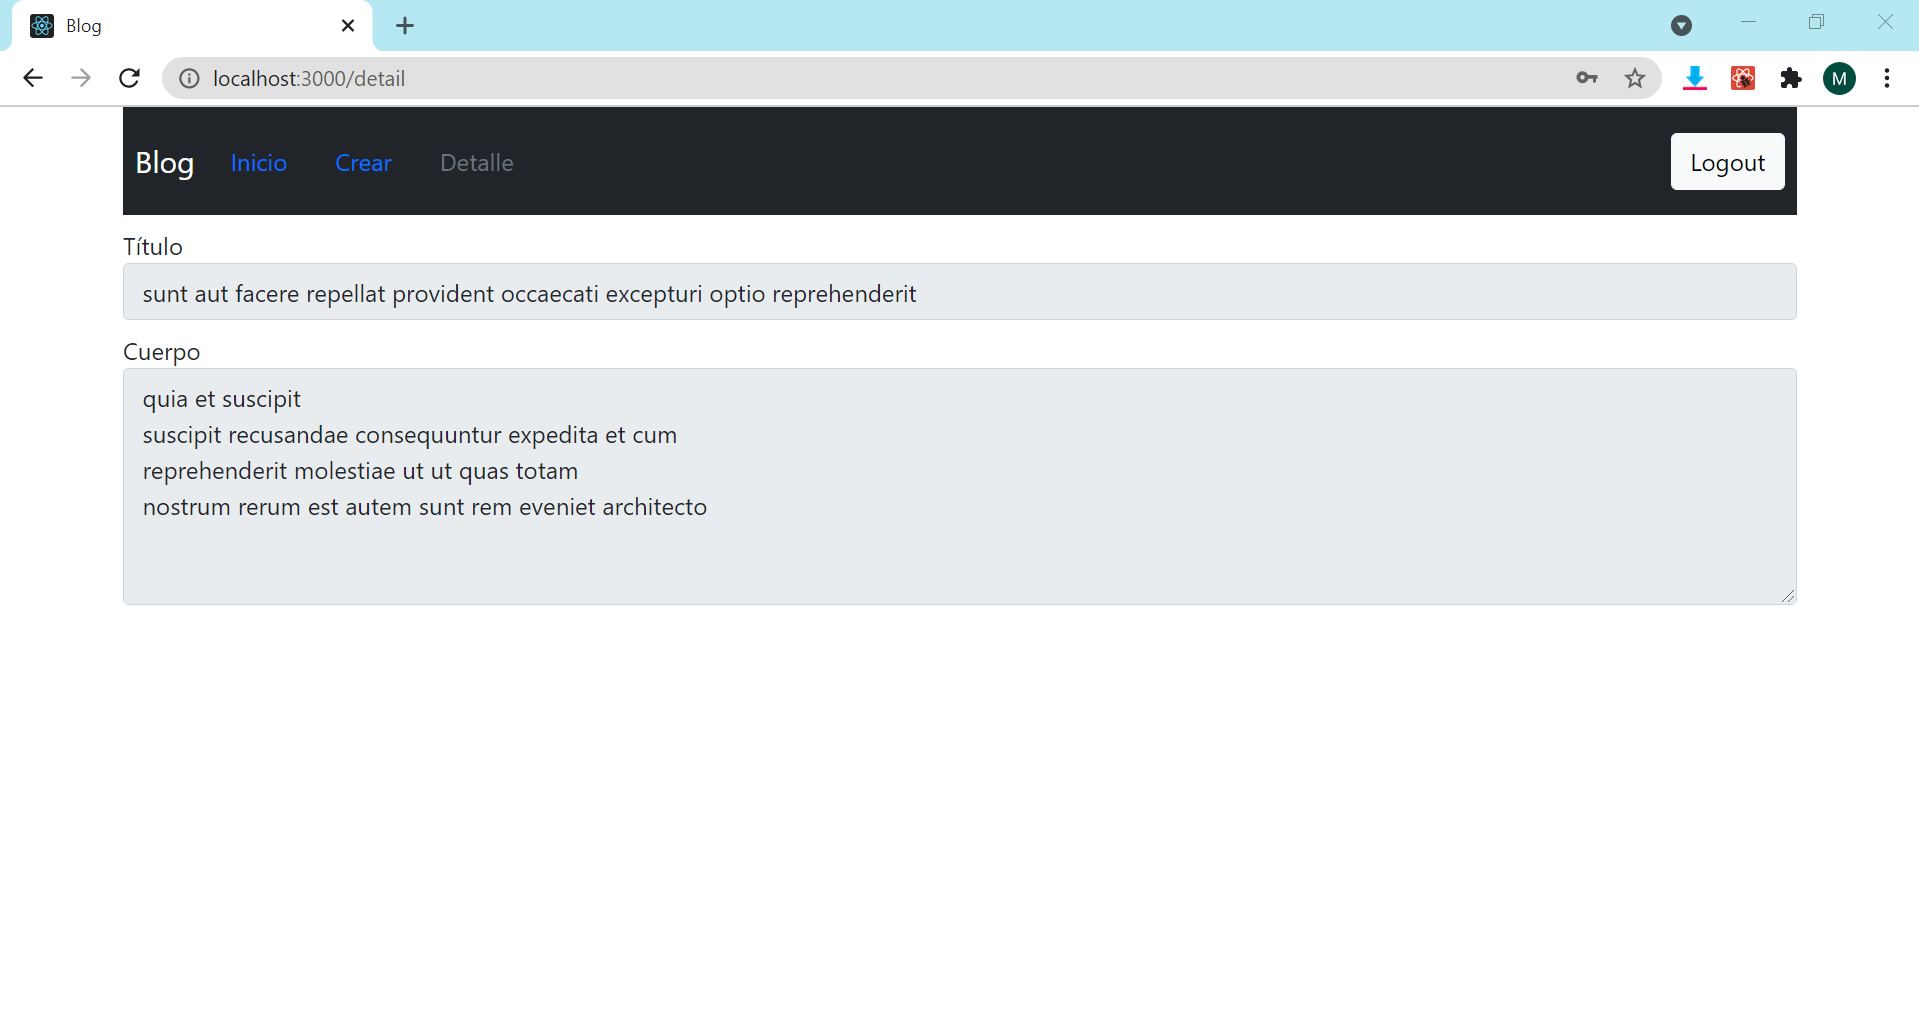 Blog
localhost:3000/detail
M
Blog Inicio Crear Detalle Logout
Título
sunt aut facere repellat provident occaecati excepturi optio reprehenderit
Cuerpo
quia et suscipit
suscipit recusandae consequuntur expedita et cum
reprehenderit molestiae ut ut quas totam
nostrum rerum est autem sunt rem eveniet architecto